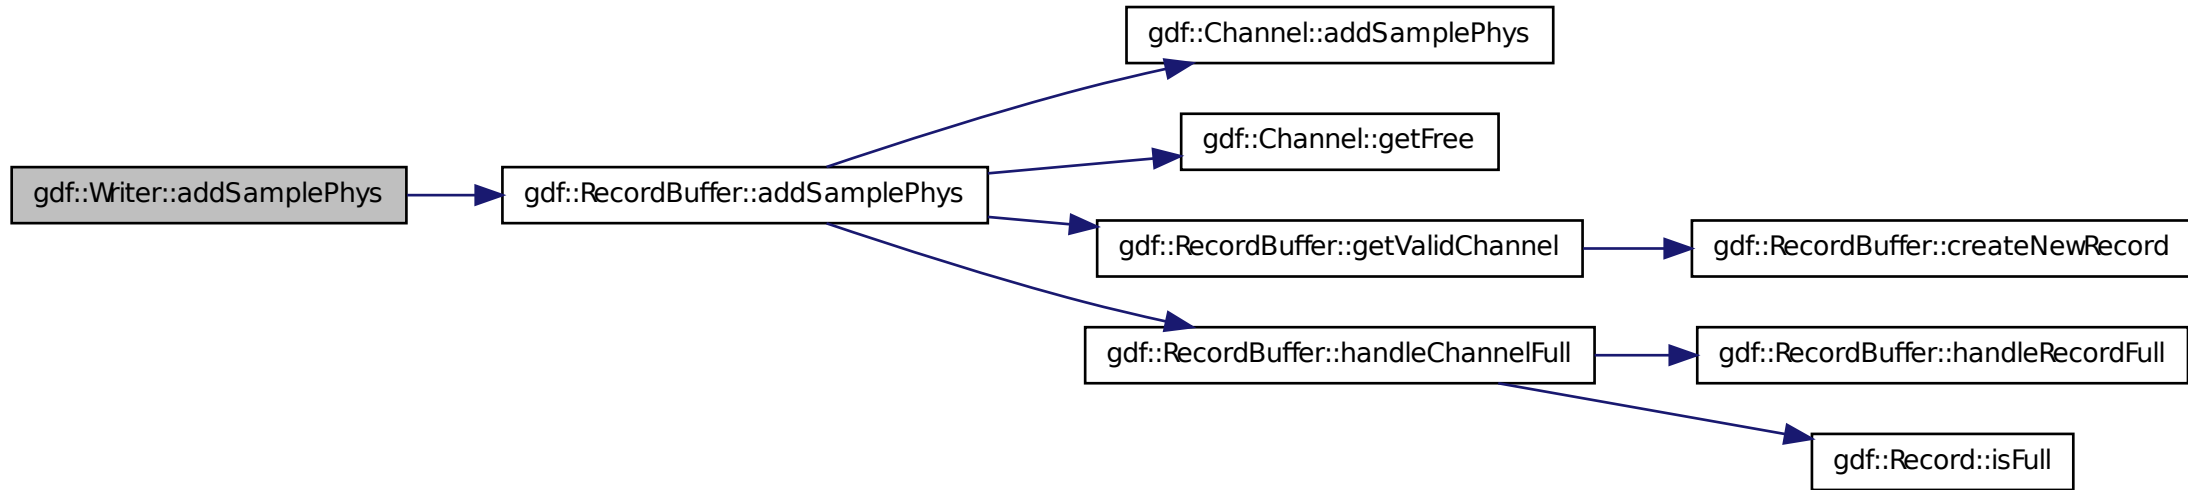 gdf::Channel::addSamplePhys
gdf::Channel::getFree
gdf::Writer::addSamplePhys
gdf::RecordBuffer::addSamplePhys
gdf::RecordBuffer::getValidChannel
gdf::RecordBuffer::createNewRecord
gdf::RecordBuffer::handleChannelFull
gdf::RecordBuffer::handleRecordFull
gdf::Record::isFull